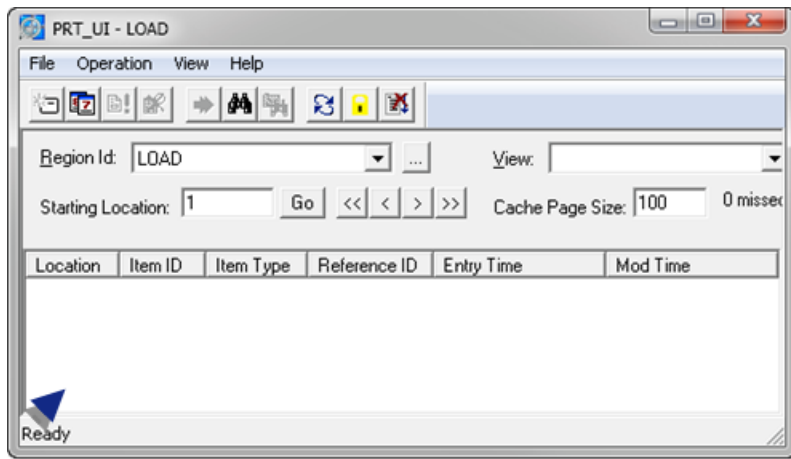 PRT_UI - LOAD
File Operation View Help
Region Id: LOAD ... View:
Starting Location: 1 Go << < > >> Cache Page Size: 100 0 missed
Location Item ID Item Type Reference ID Entry Time Mod Time
Ready